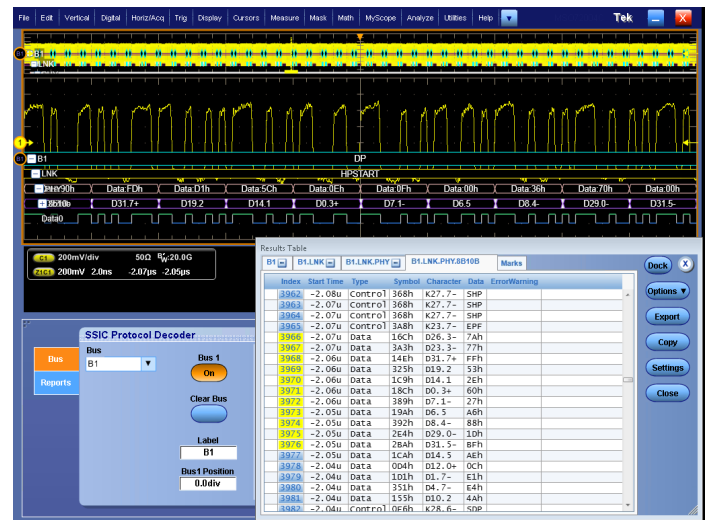 File Edit Vertical Digital Horiz/Acq Trig Display Cursors Measure Mask Math MyScope Analyze Utilities Help Tek X
B1 B1
LNK
1
B1 B1 DP
LNK HPSTART
Data:FDh Data:D1h Data:5Ch Data:0Eh Data:0Fh Data:00h Data:36h Data:70h Data:00h
D31.7+ D19.2 D14.1 D0.3+ D7.1- D6.5 D8.4- D29.0- D31.5-
Data0
C1 200mV/div 50Ω BW:20.0G
Z1C1 200mV 2.0ns -2.07µs -2.05µs
Results Table
B1 B1.LNK B1.LNK.PHY B1.LNK.PHY.8B10B Marks
Index Start Time Type Symbol Character Data ErrorWarning
3962 -2.08u Control 368h K27.7- SHP
3963 -2.07u Control 368h K27.7- SHP
3964 -2.07u Control 368h K27.7- SHP
3965 -2.07u Control 3A8h K23.7- EPF
3966 -2.07u Data 16Ch D26.3- 7Ah
3967 -2.07u Data 3A3h D23.3- 77h
3968 -2.06u Data 14Eh D31.7+ FFh
3969 -2.06u Data 325h D19.2 53h
3970 -2.06u Data 1C9h D14.1 2Eh
3971 -2.06u Data 18Ch D0.3+ 60h
3972 -2.06u Data 389h D7.1- 27h
3973 -2.05u Data 19Ah D6.5 A6h
3974 -2.05u Data 392h D8.4- 88h
3975 -2.05u Data 2E4h D29.0- 1Dh
3976 -2.05u Data 2BAh D31.5- BFh
3977 -2.05u Data 1CAh D14.5 AEh
3978 -2.04u Data 0D4h D12.0+ 0Ch
3979 -2.04u Data 1D1h D1.7- E1h
3980 -2.04u Data 351h D4.7- E4h
3981 -2.04u Data 155h D10.2 4Ah
3982 -2.04u Control 0F6h K28.6- SDP
Dock X
Options ▼
Export
Copy
Settings
Close
SSIC Protocol Decoder
Bus
Reports
Bus
B1
Bus 1
On
Clear Bus
Label
B1
Bus1 Position
0.0div